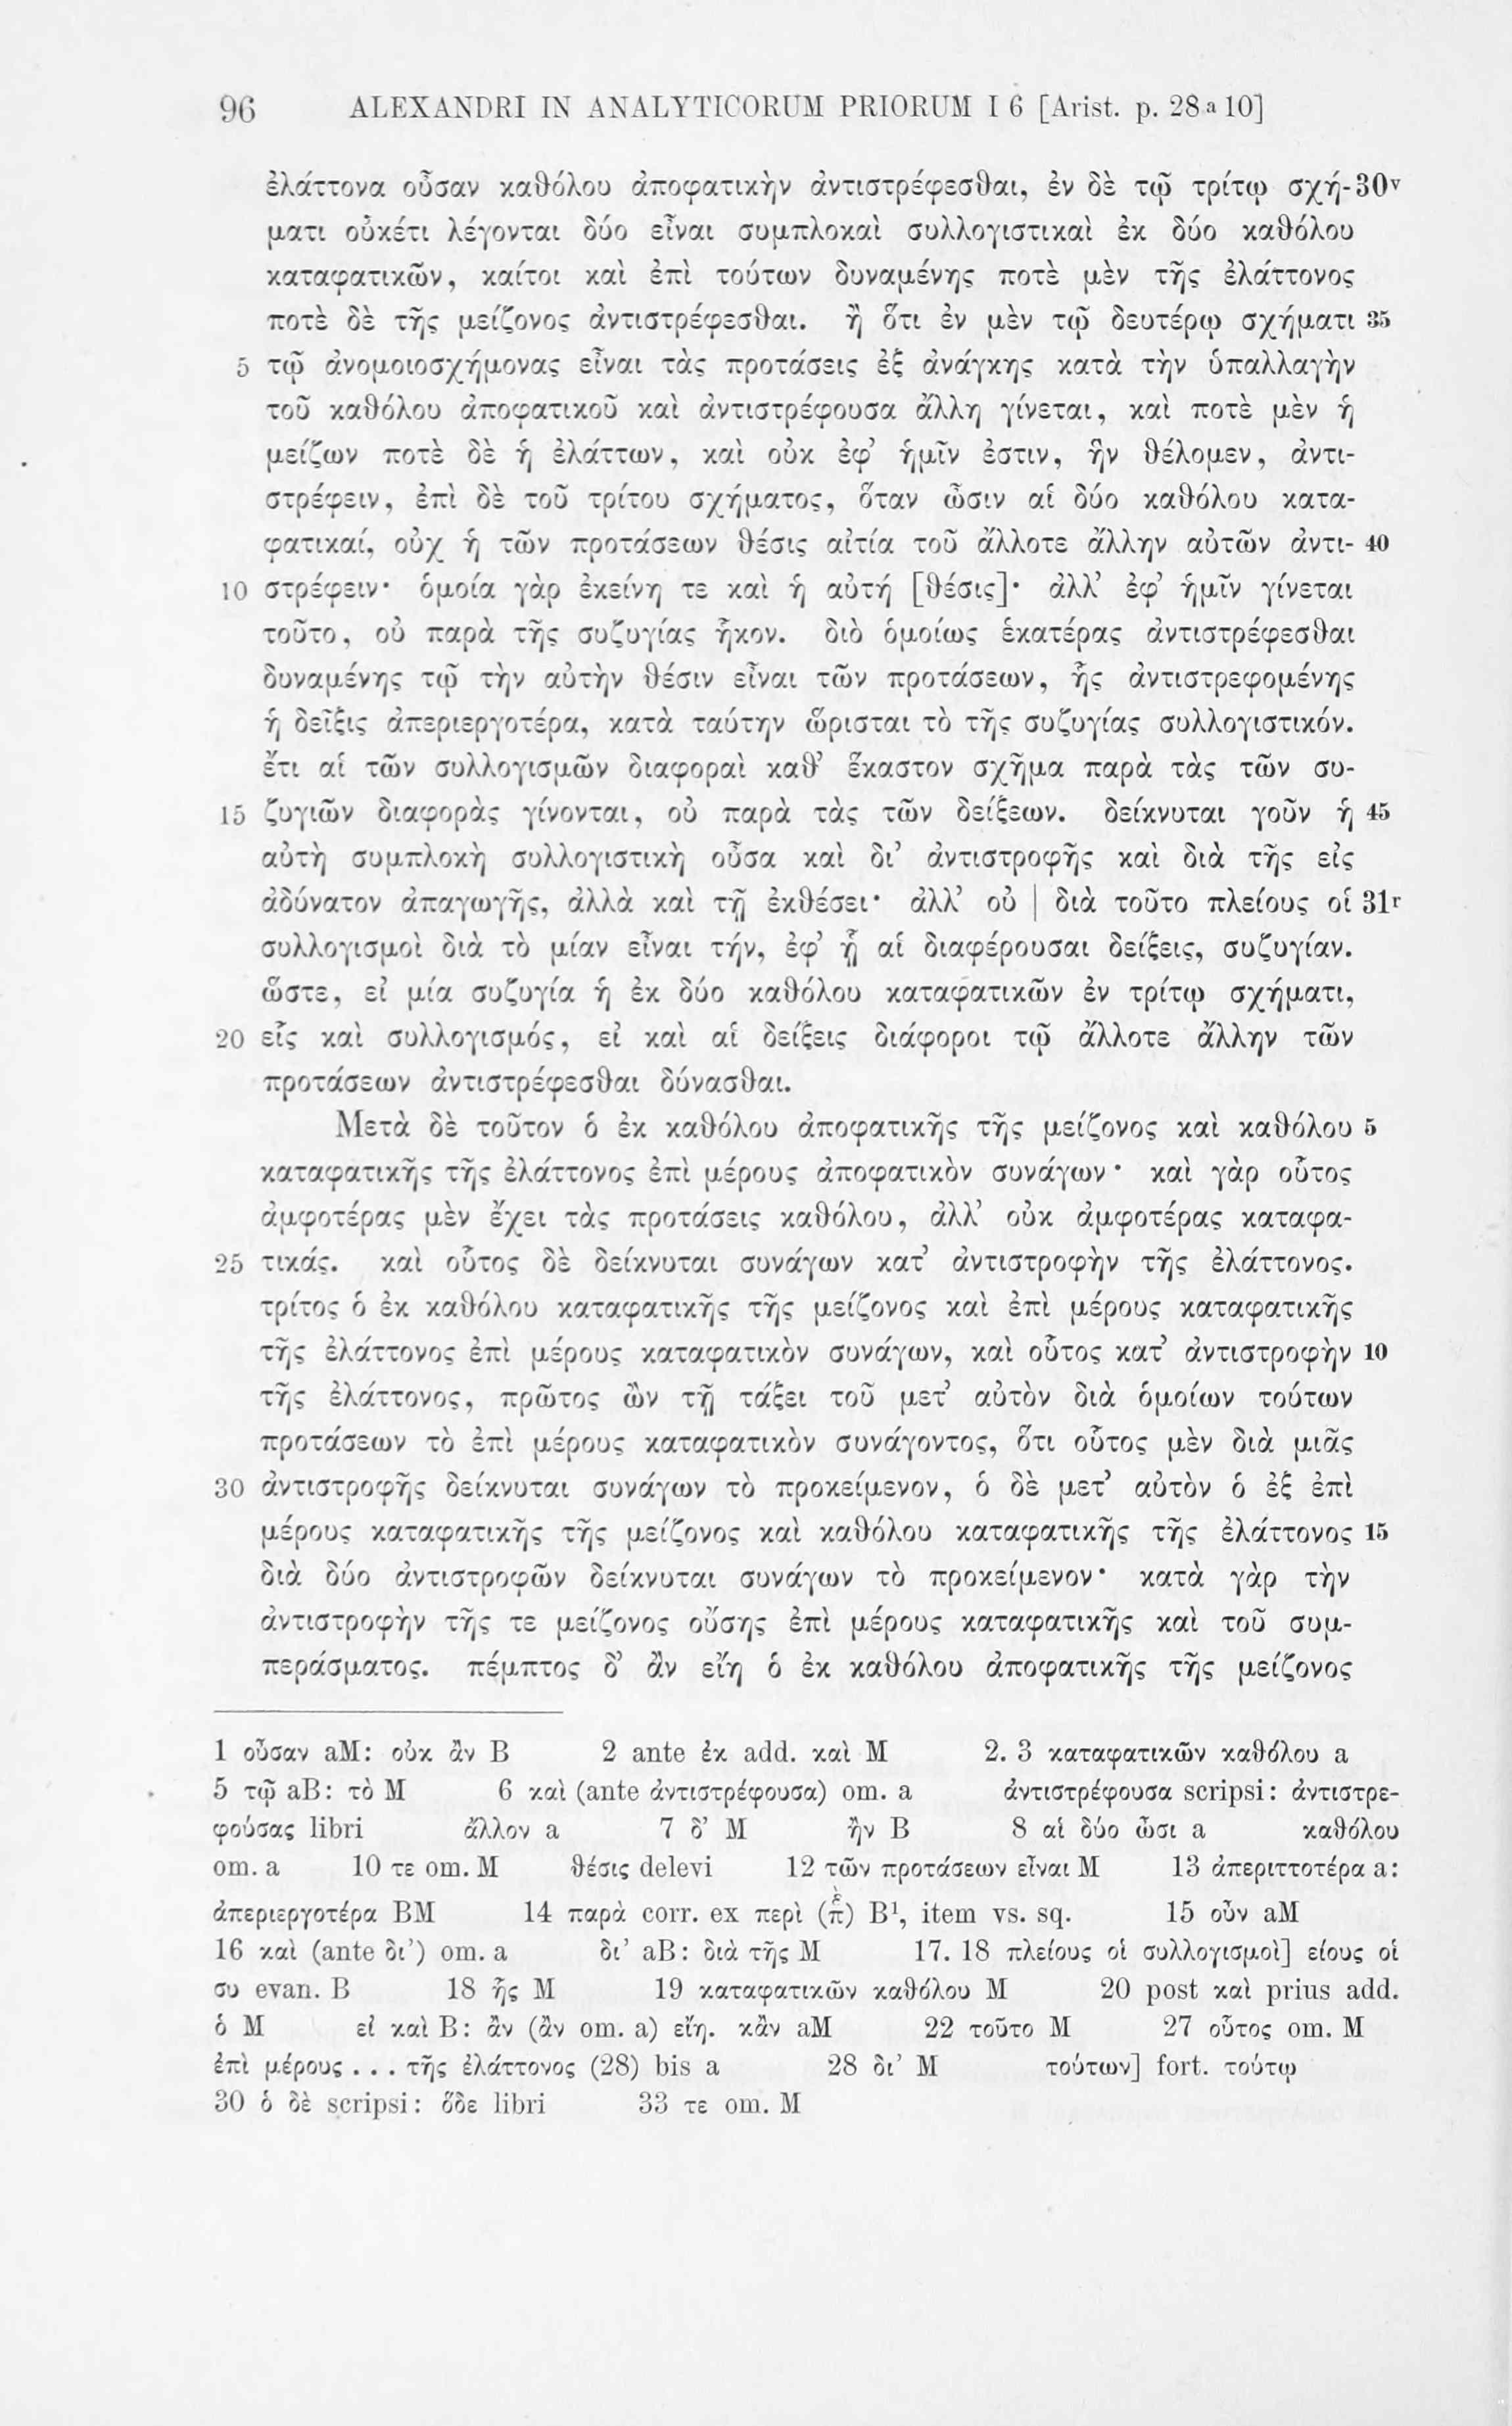 96 ALEXANDRI IN ANALYTICORUM PRIORUM I 6 [Arist. p. 28 a 10]
ἐλάττονα οὖσαν καθόλου ἀποφατικὴν ἀντιστρέφεσθαι, ἐν δὲ τῷ τρίτῳ σχή- 30v
ματι οὐκέτι λέγονται δύο εἶναι συμπλοκαὶ συλλογιστικαὶ ἐκ δύο καθόλου
καταφατικῶν, καίτοι καὶ ἐπὶ τούτων δυναμένης ποτὲ μὲν τῆς ἐλάττονος
ποτὲ δὲ τῆς μείζονος ἀντιστρέφεσθαι. ἢ ὅτι ἐν μὲν τῷ δευτέρῳ σχήματι 35
5 τῷ ἀνομοιοσχήμονας εἶναι τὰς προτάσεις ἐξ ἀνάγκης κατὰ τὴν ὑπαλλαγὴν
τοῦ καθόλου ἀποφατικοῦ καὶ ἀντιστρέφουσα ἄλλη γίνεται, καὶ ποτὲ μὲν ἡ
μείζων ποτὲ δὲ ἡ ἐλάττων, καὶ οὐκ ἐφ’ ἡμῖν ἐστιν, ἣν θέλομεν, ἀντι-
στρέφειν, ἐπὶ δὲ τοῦ τρίτου σχήματος, ὅταν ὦσιν αἱ δύο καθόλου κατα-
φατικαί, οὐχ ἡ τῶν προτάσεων θέσις αἰτία τοῦ ἄλλοτε ἄλλην αὐτῶν ἀντι- 40
10 στρέφειν· ὁμοία γὰρ ἐκείνη τε καὶ ἡ αὐτή [θέσις]· ἀλλ’ ἐφ’ ἡμῖν γίνεται
τοῦτο, οὐ παρὰ τῆς συζυγίας ἧκον. διὸ ὁμοίως ἑκατέρας ἀντιστρέφεσθαι
δυναμένης τῷ τὴν αὐτὴν θέσιν εἶναι τῶν προτάσεων, ἧς ἀντιστρεφομένης
ἡ δεῖξις ἀπεριεργοτέρα, κατὰ ταύτην ὥρισται τὸ τῆς συζυγίας συλλογιστικόν.
ἔτι αἱ τῶν συλλογισμῶν διαφοραὶ καθ’ ἕκαστον σχῆμα παρὰ τὰς τῶν συ-
15 ζυγιῶν διαφορὰς γίνονται, οὐ παρὰ τὰς τῶν δείξεων. δείκνυται γοῦν ἡ 45
αὐτὴ συμπλοκὴ συλλογιστικὴ οὖσα καὶ δι’ ἀντιστροφῆς καὶ διὰ τῆς εἰς
ἀδύνατον ἀπαγωγῆς, ἀλλὰ καὶ τῇ ἐκθέσει· ἀλλ’ οὐ | διὰ τοῦτο πλείους οἱ 31r
συλλογισμοὶ διὰ τὸ μίαν εἶναι τήν, ἐφ’ ᾗ αἱ διαφέρουσαι δείξεις, συζυγίαν.
ὥστε, εἰ μία συζυγία ἡ ἐκ δύο καθόλου καταφατικῶν ἐν τρίτῳ σχήματι,
20 εἷς καὶ συλλογισμός, εἰ καὶ αἱ δείξεις διάφοροι τῷ ἄλλοτε ἄλλην τῶν
προτάσεων ἀντιστρέφεσθαι δύνασθαι.
Μετὰ δὲ τοῦτον ὁ ἐκ καθόλου ἀποφατικῆς τῆς μείζονος καὶ καθόλου 5
καταφατικῆς τῆς ἐλάττονος ἐπὶ μέρους ἀποφατικὸν συνάγων· καὶ γὰρ οὗτος
ἀμφοτέρας μὲν ἔχει τὰς προτάσεις καθόλου, ἀλλ’ οὐκ ἀμφοτέρας καταφα-
25 τικάς. καὶ οὗτος δὲ δείκνυται συνάγων κατ’ ἀντιστροφὴν τῆς ἐλάττονος.
τρίτος ὁ ἐκ καθόλου καταφατικῆς τῆς μείζονος καὶ ἐπὶ μέρους καταφατικῆς
τῆς ἐλάττονος ἐπὶ μέρους καταφατικὸν συνάγων, καὶ οὗτος κατ’ ἀντιστροφὴν 10
τῆς ἐλάττονος, πρῶτος ὢν τῇ τάξει τοῦ μετ’ αὐτὸν διὰ ὁμοίων τούτων
προτάσεων τὸ ἐπὶ μέρους καταφατικὸν συνάγοντος, ὅτι οὗτος μὲν διὰ μιᾶς
30 ἀντιστροφῆς δείκνυται συνάγων τὸ προκείμενον, ὁ δὲ μετ’ αὐτὸν ὁ ἐξ ἐπὶ
μέρους καταφατικῆς τῆς μείζονος καὶ καθόλου καταφατικῆς τῆς ἐλάττονος 15
διὰ δύο ἀντιστροφῶν δείκνυται συνάγων τὸ προκείμενον· κατὰ γὰρ τὴν
ἀντιστροφὴν τῆς τε μείζονος οὔσης ἐπὶ μέρους καταφατικῆς καὶ τοῦ συμ-
περάσματος. πέμπτος δ’ ἂν εἴη ὁ ἐκ καθόλου ἀποφατικῆς τῆς μείζονος
1 οὖσαν aM: οὐκ ἂν B 2 ante ἐκ add. καὶ M 2. 3 καταφατικῶν καθόλου a
5 τῷ aB: τὸ M 6 καὶ (ante ἀντιστρέφουσα) om. a ἀντιστρέφουσα scripsi: ἀντιστρε-
φούσας libri ἄλλον a 7 δ’ M ἢν B 8 αἱ δύο ὦσι a καθόλου
om. a 10 τε om. M θέσις delevi 12 τῶν προτάσεων εἶναι M 13 ἀπεριττοτέρα a:
ἀπεριεργοτέρα BM 14 παρὰ corr. ex περὶ (π) B¹, item vs. sq. 15 οὖν aM
16 καὶ (ante δι’) om. a δι’ aB: διὰ τῆς M 17. 18 πλείους οἱ συλλογισμοὶ] είους οἱ
συ evan. B 18 ἧς M 19 καταφατικῶν καθόλου M 20 post καὶ prius add.
ὁ M εἰ καὶ B: ἂν (ἂν om. a) εἴη. κἂν aM 22 τοῦτο M 27 οὗτος om. M
ἐπὶ μέρους . . . τῆς ἐλάττονος (28) bis a 28 δι’ M τούτων] fort. τούτῳ
30 ὁ δὲ scripsi: ὅδε libri 33 τε om. M